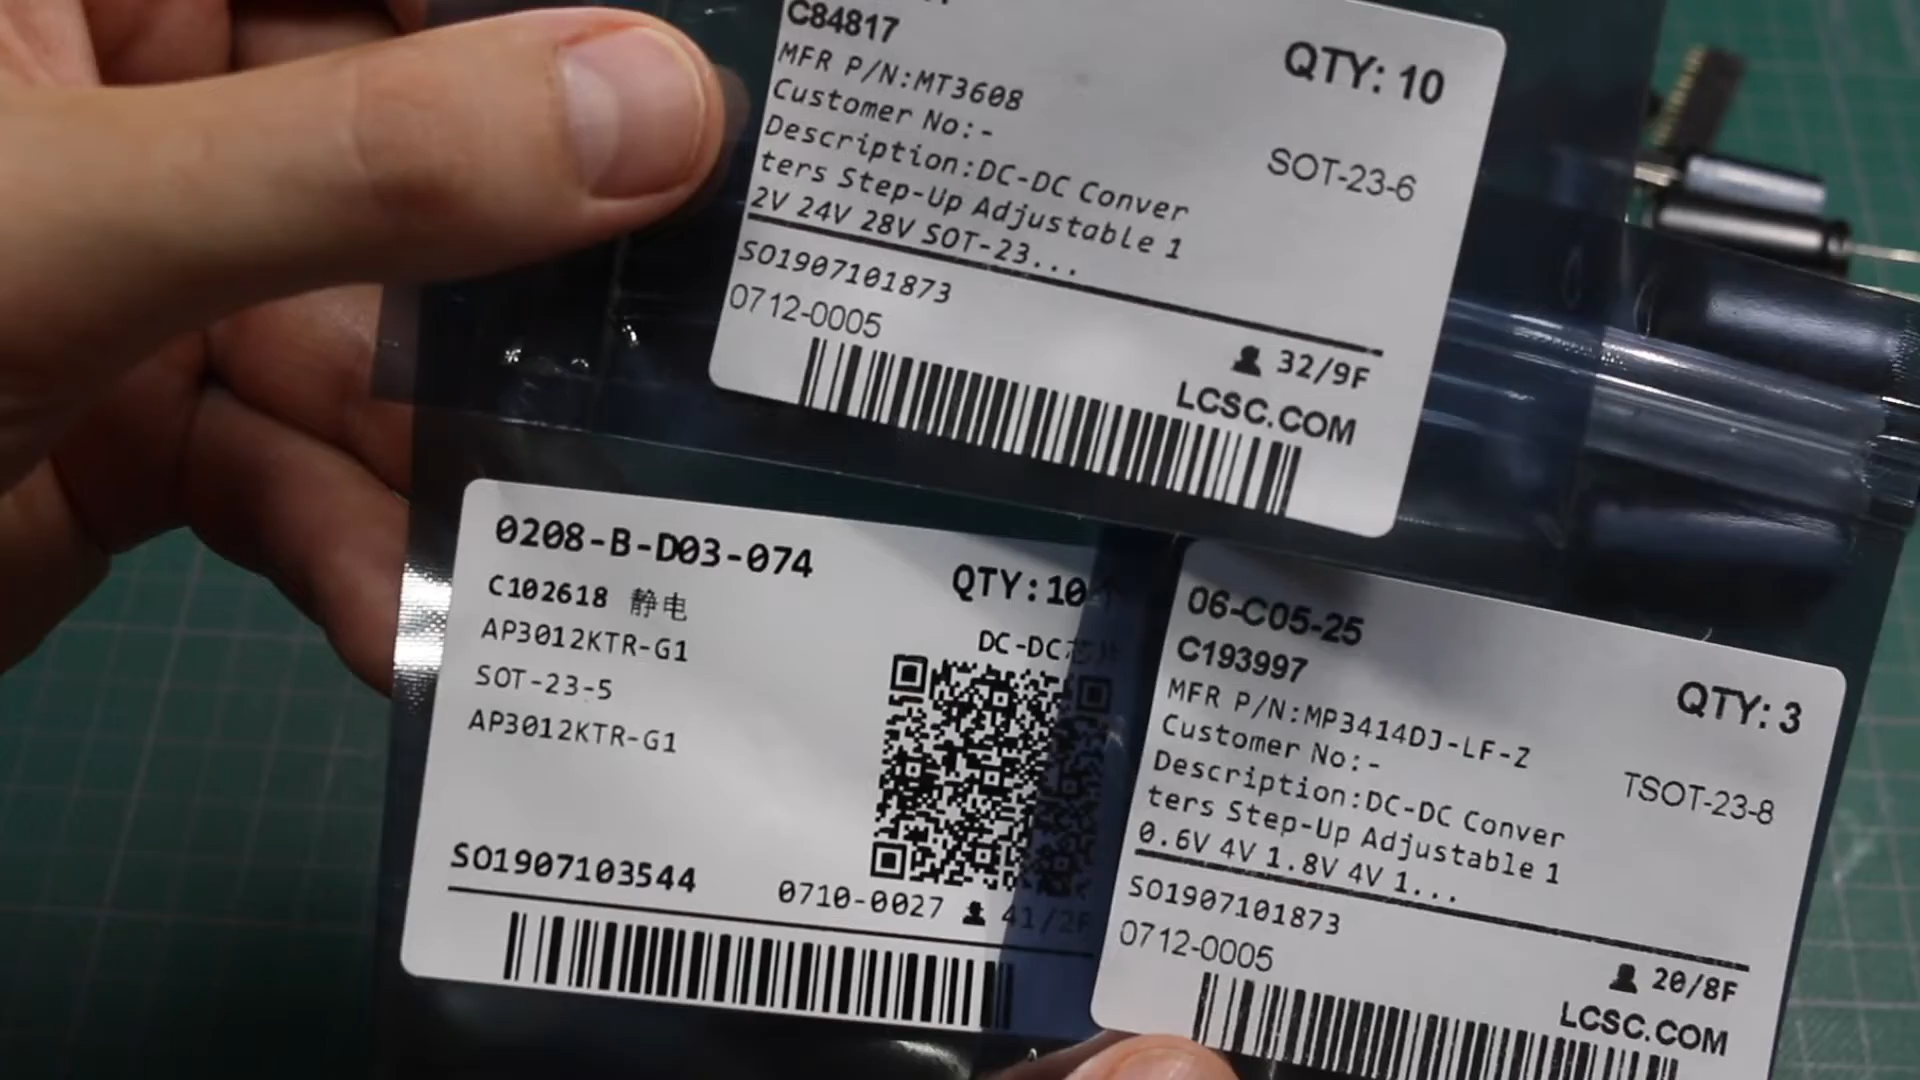 C84817
QTY: 10
MFR P/N:MT3608
Customer No:-
Description:DC-DC Conver
ters Step-Up Adjustable 1
2V 24V 28V SOT-23...
SOT-23-6
SO1907101873
0712-0005
32/9F
LCSC.COM
0208-B-D03-074
QTY:10个
C102618 静电
AP3012KTR-G1
DC-DC芯片
SOT-23-5
AP3012KTR-G1
SO1907103544
0710-0027 41/2F
06-C05-25
C193997
QTY: 3
MFR P/N:MP3414DJ-LF-Z
Customer No:-
Description:DC-DC Conver
ters Step-Up Adjustable 1
0.6V 4V 1.8V 4V 1...
TSOT-23-8
SO1907101873
0712-0005
20/8F
LCSC.COM